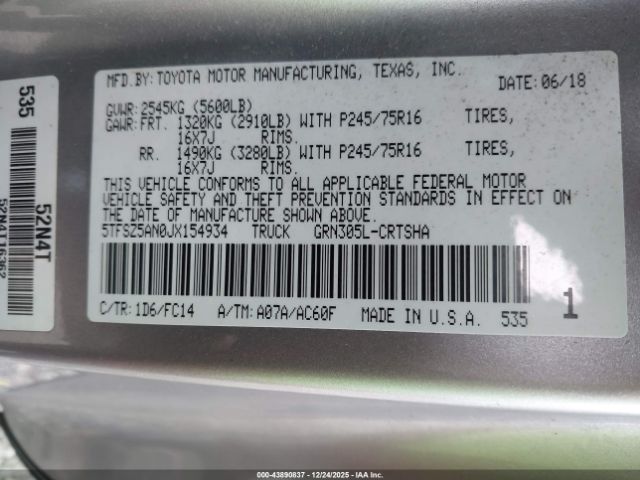 MFD.BY: TOYOTA MOTOR MANUFACTURING, TEXAS, INC.
DATE: 06/18
GVWR: 2545KG (5600LB)
GAWR: FRT. 1320KG (2910LB) WITH P245/75R16 TIRES,
16X7J RIMS.
RR. 1490KG (3280LB) WITH P245/75R16 TIRES,
16X7J RIMS.
THIS VEHICLE CONFORMS TO ALL APPLICABLE FEDERAL MOTOR
VEHICLE SAFETY AND THEFT PREVENTION STANDARDS IN EFFECT
ON THE DATE OF MANUFACTURE SHOWN ABOVE.
5TFSZ5AN0JX154934 TRUCK GRN305L-CRTSHA
C/TR: 1D6/FC14 A/TM: A07A/AC60F MADE IN U.S.A. 535
1
535
52N4T
52N4T16362
000-43890837 - 12/24/2025 - Copart, Inc.